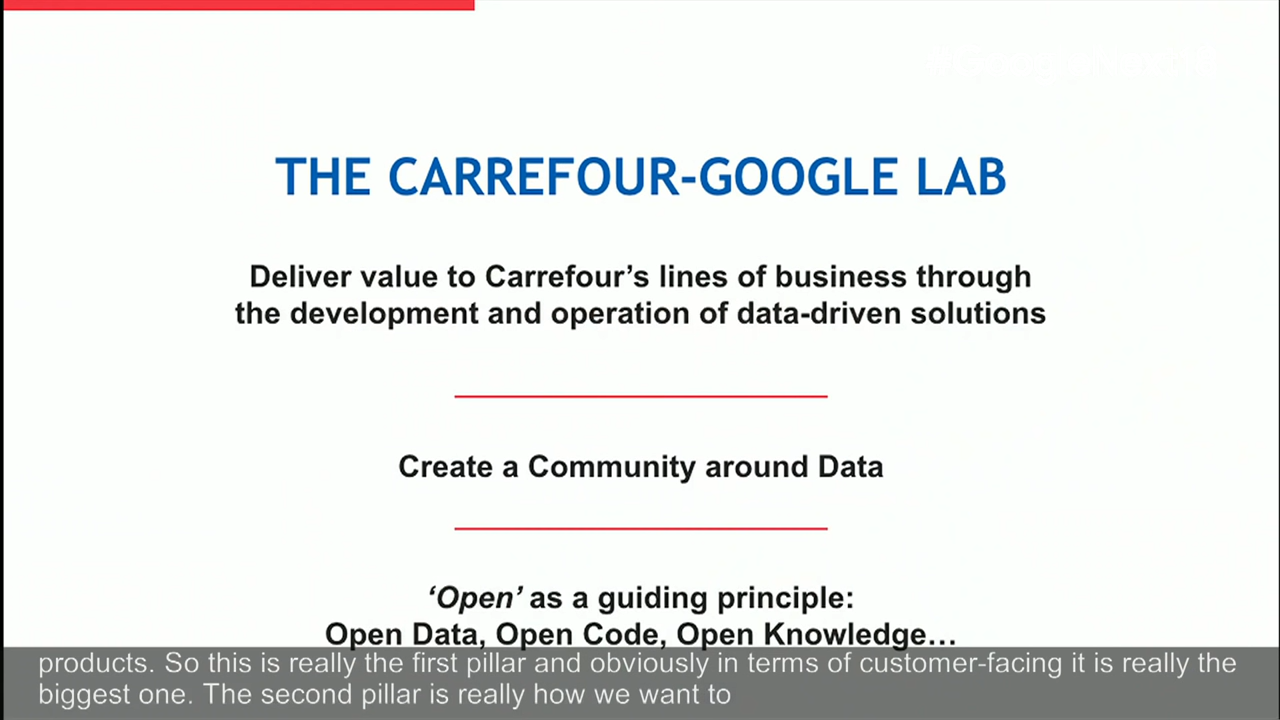 THE CARREFOUR-GOOGLE LAB
Deliver value to Carrefour’s lines of business through
the development and operation of data-driven solutions
Create a Community around Data
‘Open’ as a guiding principle:
Open Data, Open Code, Open Knowledge…
products. So this is really the first pillar and obviously in terms of customer-facing it is really the
biggest one. The second pillar is really how we want to